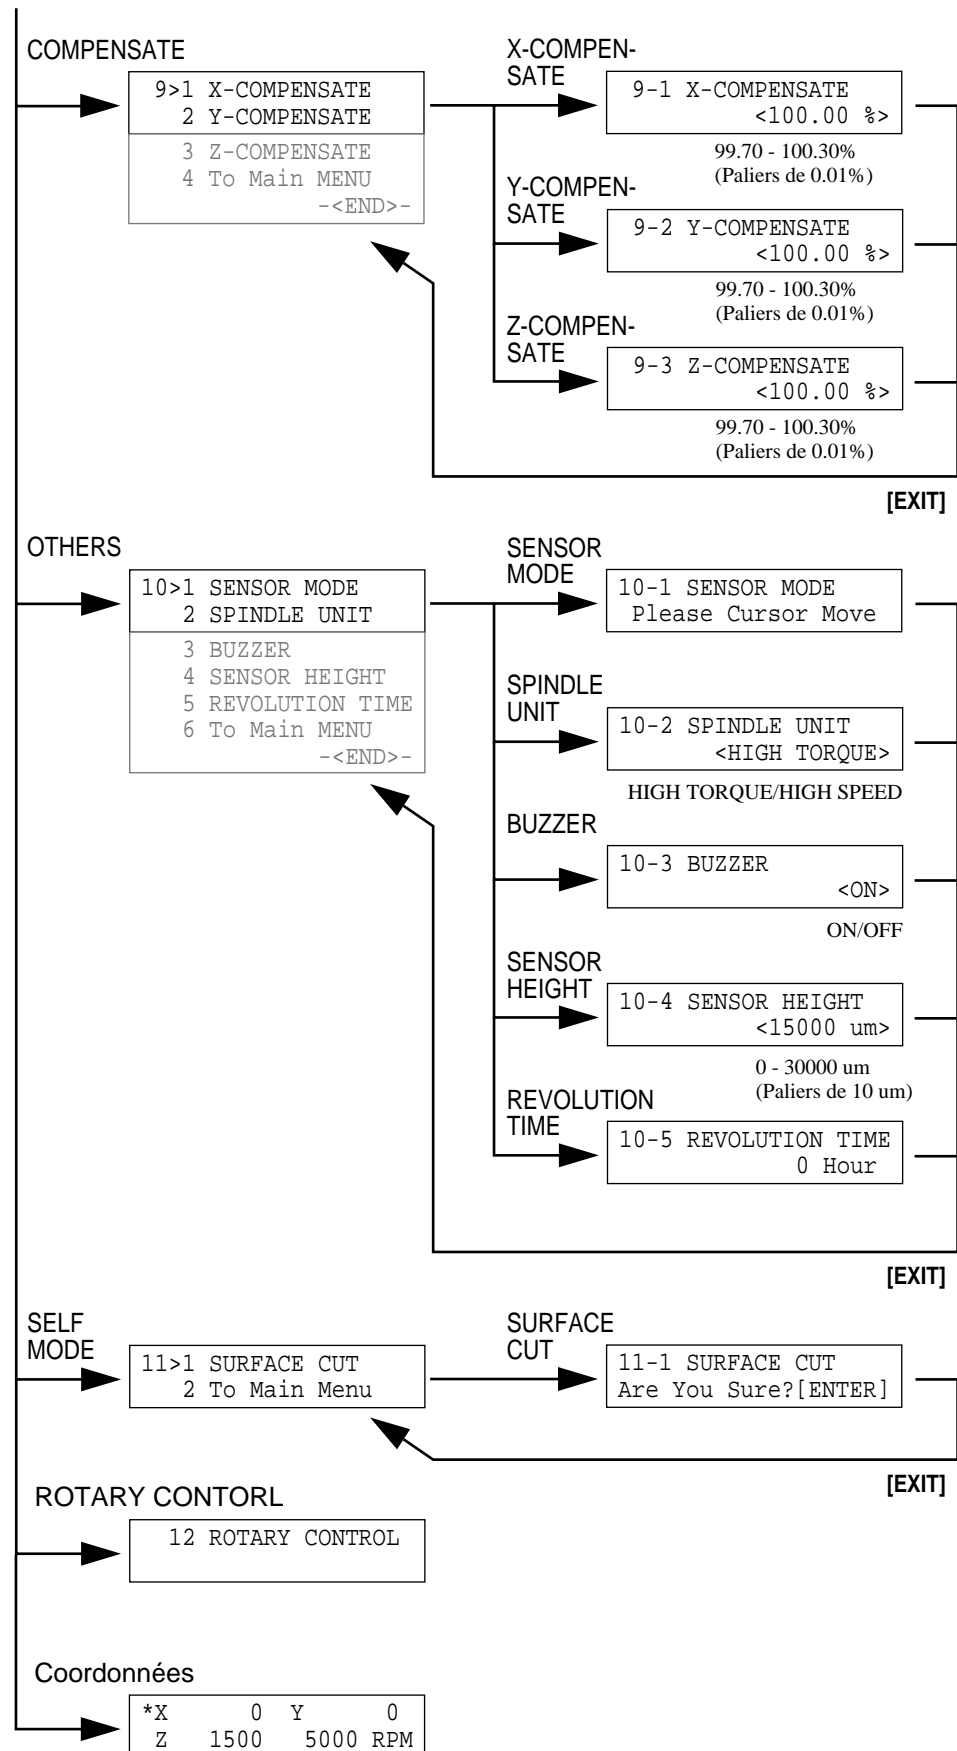 COMPENSATE
9>1 X-COMPENSATE
2 Y-COMPENSATE
3 Z-COMPENSATE
4 To Main MENU
-<END>-
X-COMPEN-
SATE
9-1 X-COMPENSATE
<100.00 %>
99.70 - 100.30%
(Paliers de 0.01%)
Y-COMPEN-
SATE
9-2 Y-COMPENSATE
<100.00 %>
99.70 - 100.30%
(Paliers de 0.01%)
Z-COMPEN-
SATE
9-3 Z-COMPENSATE
<100.00 %>
99.70 - 100.30%
(Paliers de 0.01%)
[EXIT]
OTHERS
10>1 SENSOR MODE
2 SPINDLE UNIT
3 BUZZER
4 SENSOR HEIGHT
5 REVOLUTION TIME
6 To Main MENU
-<END>-
SENSOR
MODE
10-1 SENSOR MODE
Please Cursor Move
SPINDLE
UNIT
10-2 SPINDLE UNIT
<HIGH TORQUE>
HIGH TORQUE/HIGH SPEED
BUZZER
10-3 BUZZER
<ON>
ON/OFF
SENSOR
HEIGHT
10-4 SENSOR HEIGHT
<15000 um>
0 - 30000 um
(Paliers de 10 um)
REVOLUTION
TIME
10-5 REVOLUTION TIME
0 Hour
[EXIT]
SELF
MODE
11>1 SURFACE CUT
2 To Main Menu
SURFACE
CUT
11-1 SURFACE CUT
Are You Sure?[ENTER]
[EXIT]
ROTARY CONTORL
12 ROTARY CONTROL
Coordonnées
*X 0 Y 0
Z 1500 5000 RPM